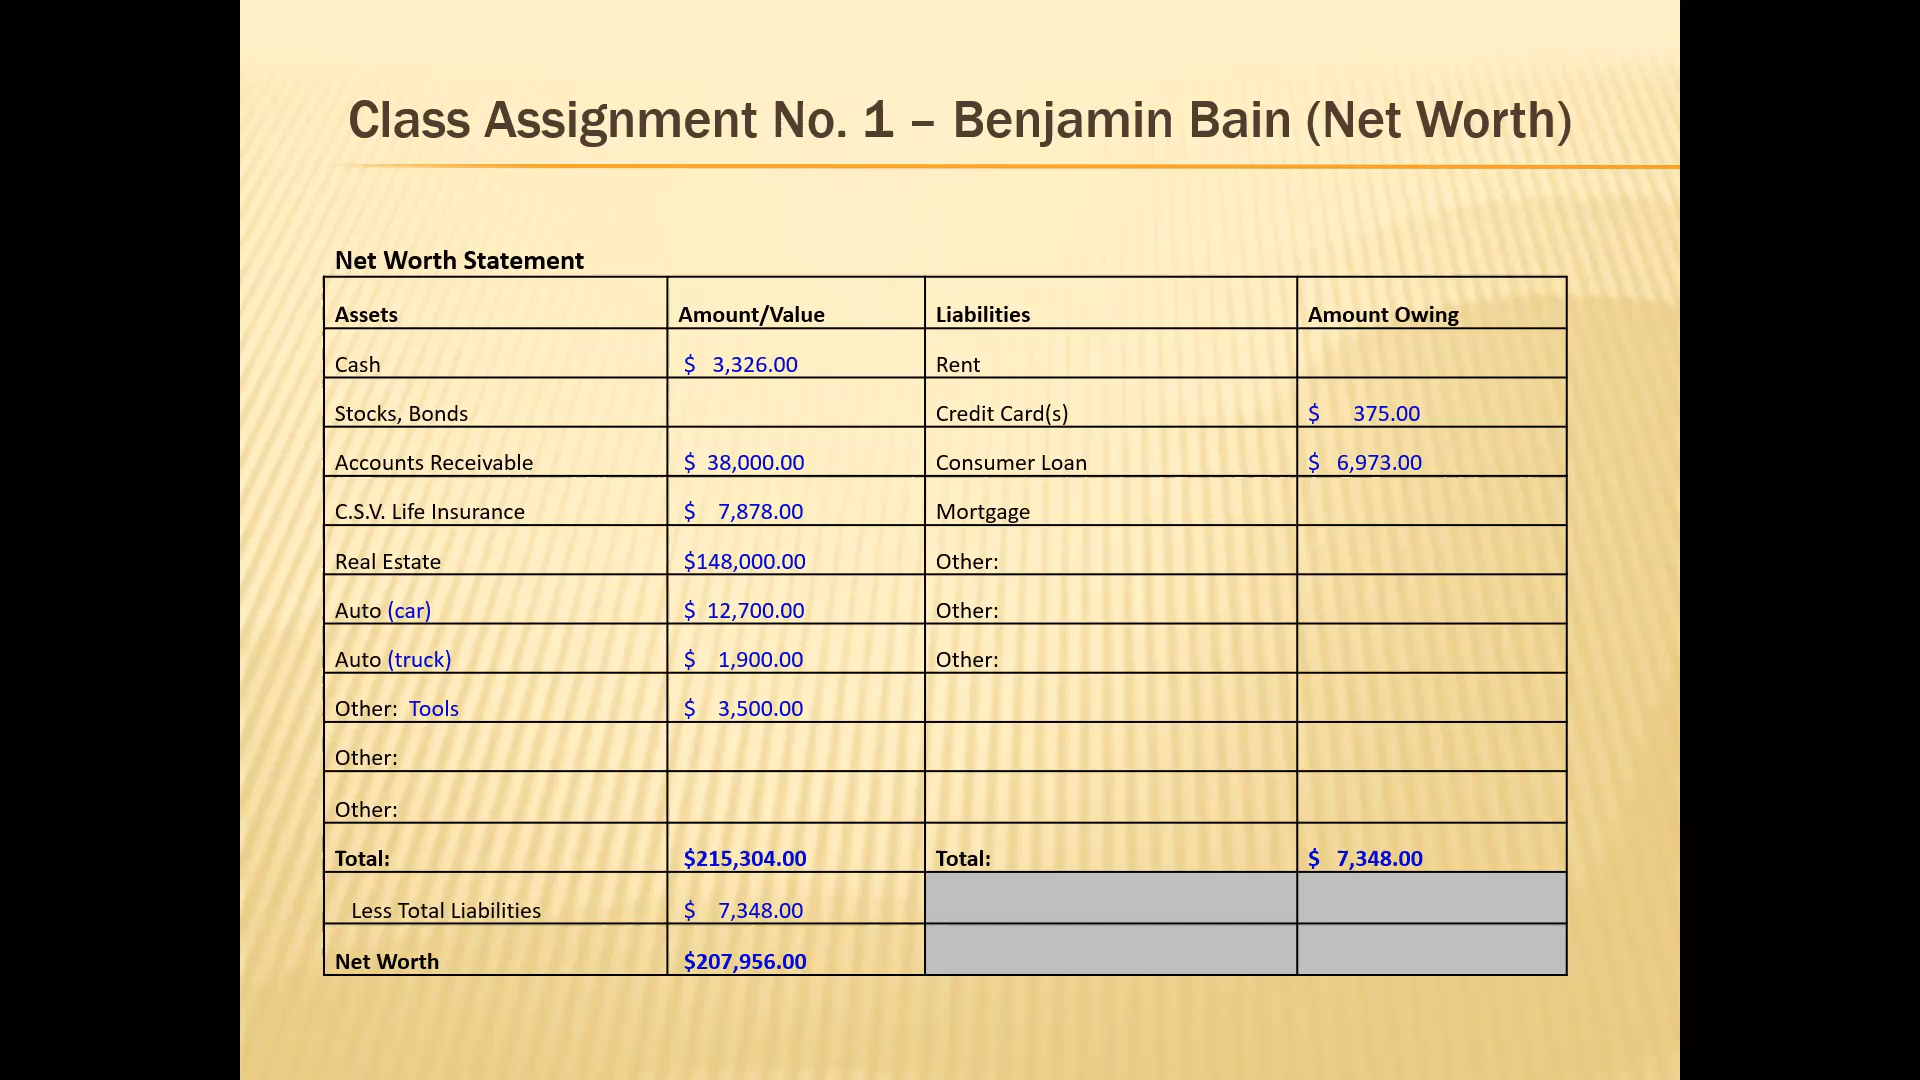 Class Assignment No. 1 – Benjamin Bain (Net Worth)
Net Worth Statement
Assets Amount/Value Liabilities Amount Owing
Cash $ 3,326.00 Rent
Stocks, Bonds Credit Card(s) $ 375.00
Accounts Receivable $ 38,000.00 Consumer Loan $ 6,973.00
C.S.V. Life Insurance $ 7,878.00 Mortgage
Real Estate $148,000.00 Other:
Auto (car) $ 12,700.00 Other:
Auto (truck) $ 1,900.00 Other:
Other: Tools $ 3,500.00
Other:
Other:
Total: $215,304.00 Total: $ 7,348.00
Less Total Liabilities $ 7,348.00
Net Worth $207,956.00